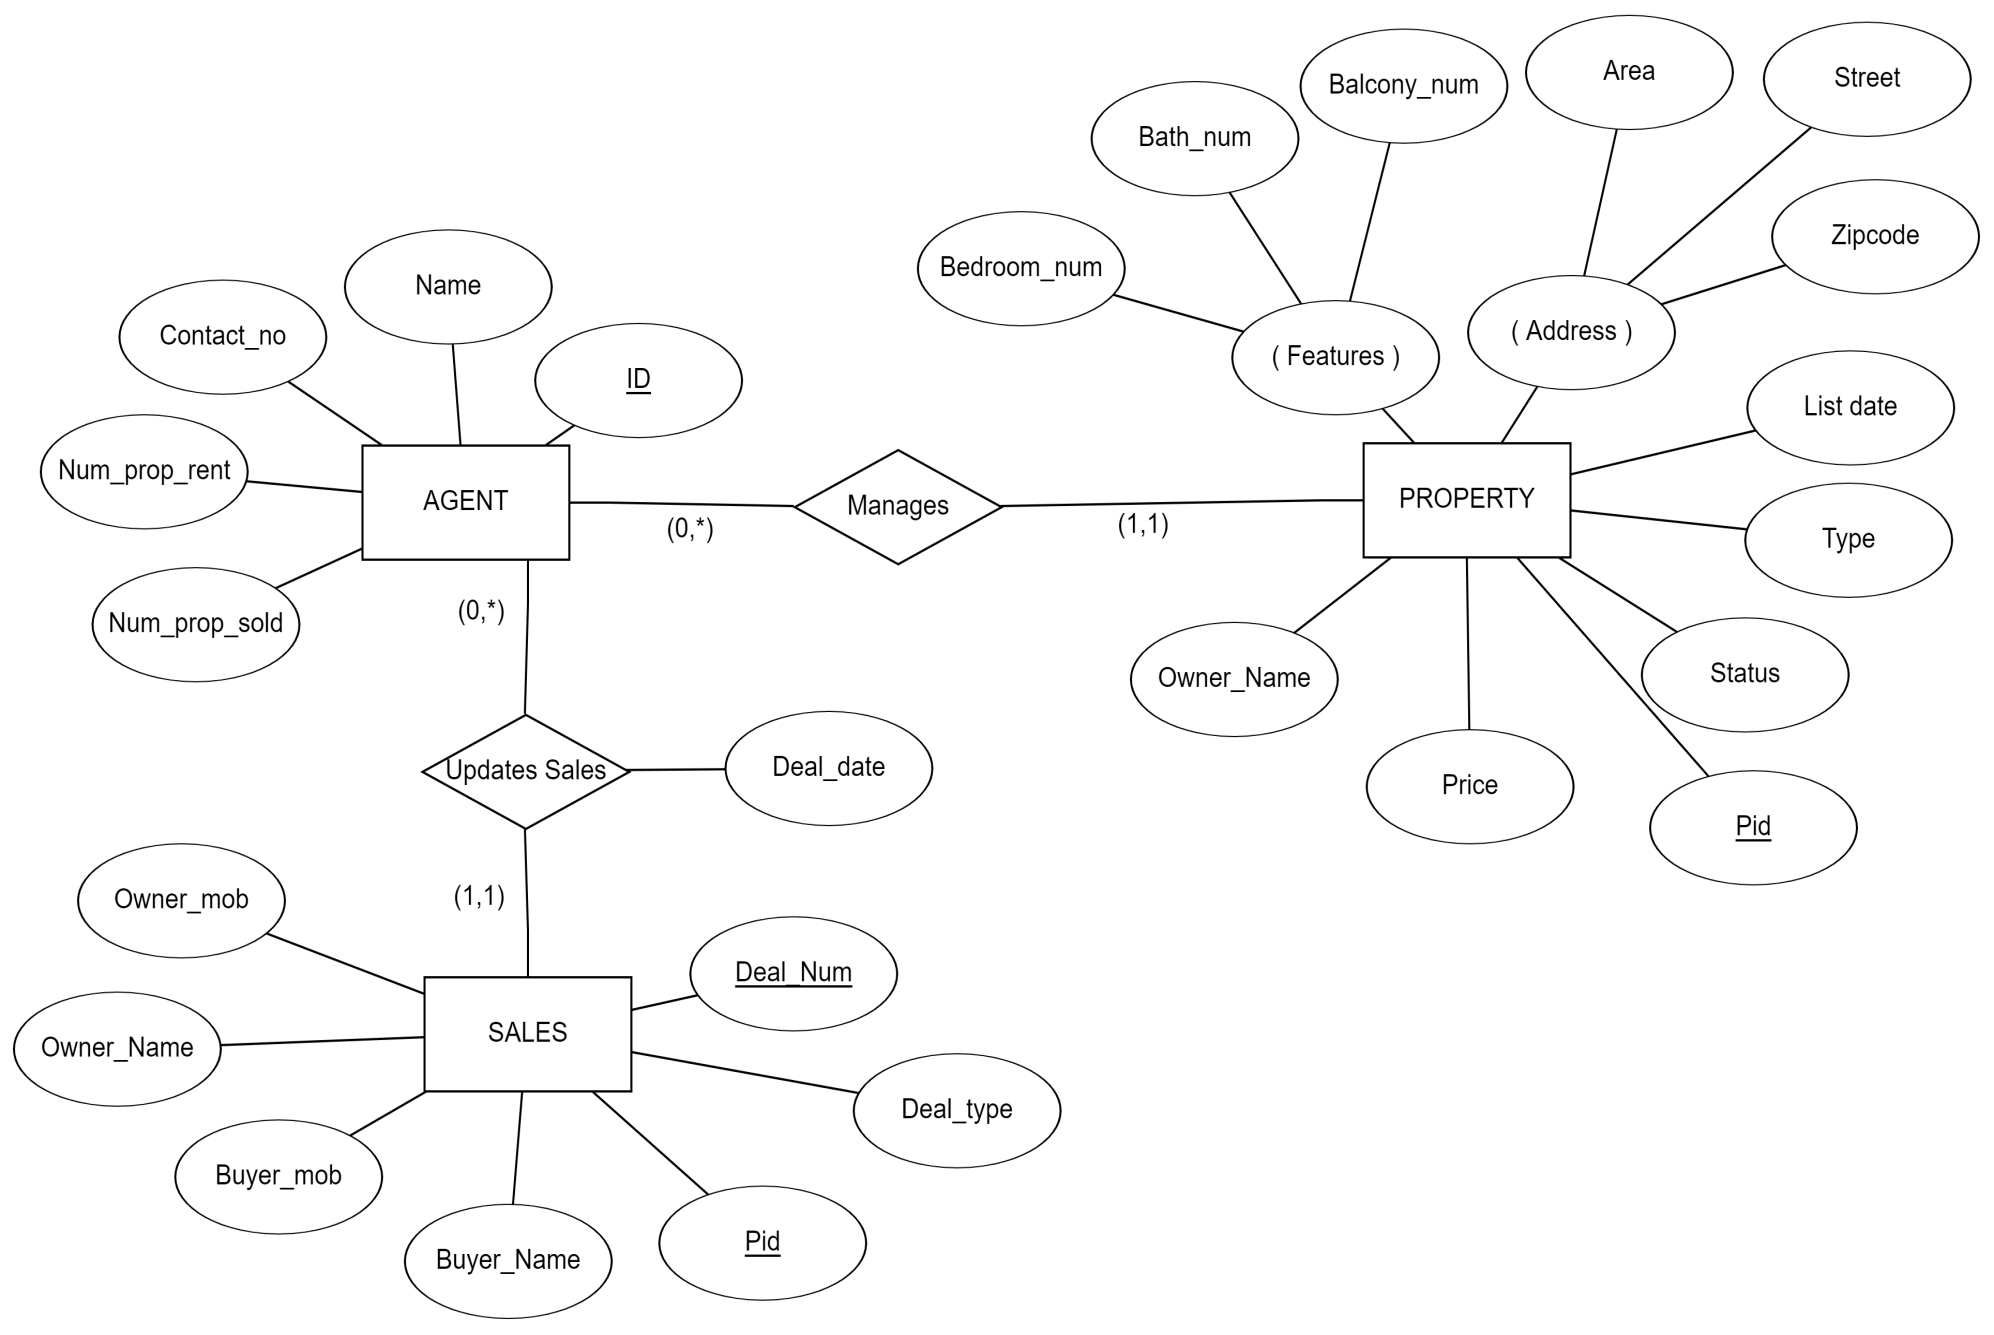 Area
Street
Balcony_num
Bath_num
Zipcode
Bedroom_num
Name
Contact_no
( Address )
( Features )
ID
List date
Num_prop_rent
AGENT
Manages
PROPERTY
(0,*)
(1,1)
Type
Num_prop_sold
(0,*)
Owner_Name
Status
Updates Sales
Deal_date
Price
Pid
Owner_mob
(1,1)
Deal_Num
SALES
Owner_Name
Deal_type
Buyer_mob
Buyer_Name
Pid